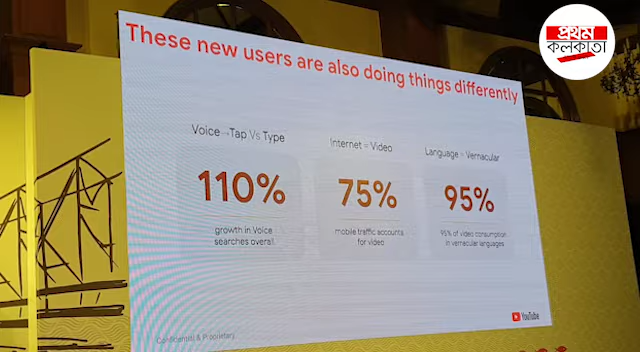 প্রথম
কলকাতা
These new users are also doing things differently
Voice→Tap Vs Type
110%
growth in Voice
searches overall
Internet = Video
75%
mobile traffic accounts
for video
Language = Vernacular
95%
95% of video consumption
in vernacular languages
YouTube
Confidential & Proprietary